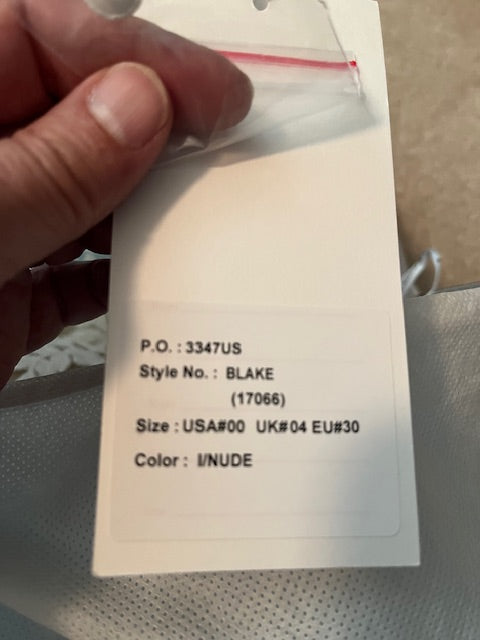 P.O. : 3347US
Style No. : BLAKE
(17066)
Size : USA#00 UK#04 EU#30
Color : I/NUDE